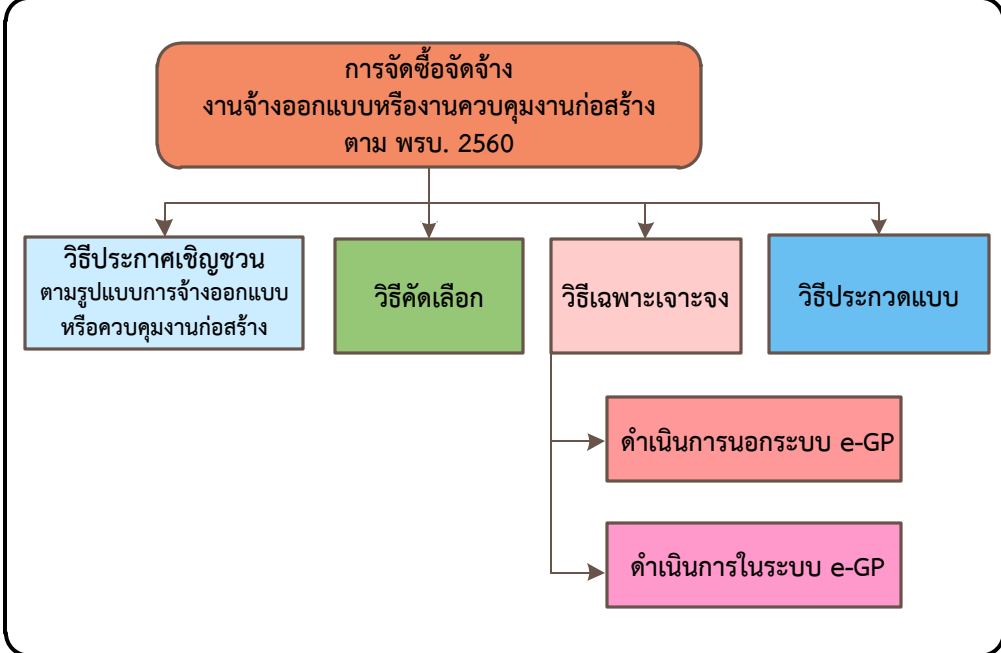 การจัดซื้อจัดจ้าง
งานจ้างออกแบบหรืองานควบคุมงานก่อสร้าง
ตาม พรบ. 2560
วิธีประกาศเชิญชวน
ตามรูปแบบการจ้างออกแบบ
หรือควบคุมงานก่อสร้าง
วิธีคัดเลือก
วิธีเฉพาะเจาะจง
วิธีประกวดแบบ
ดำเนินการนอกระบบ e-GP
ดำเนินการในระบบ e-GP